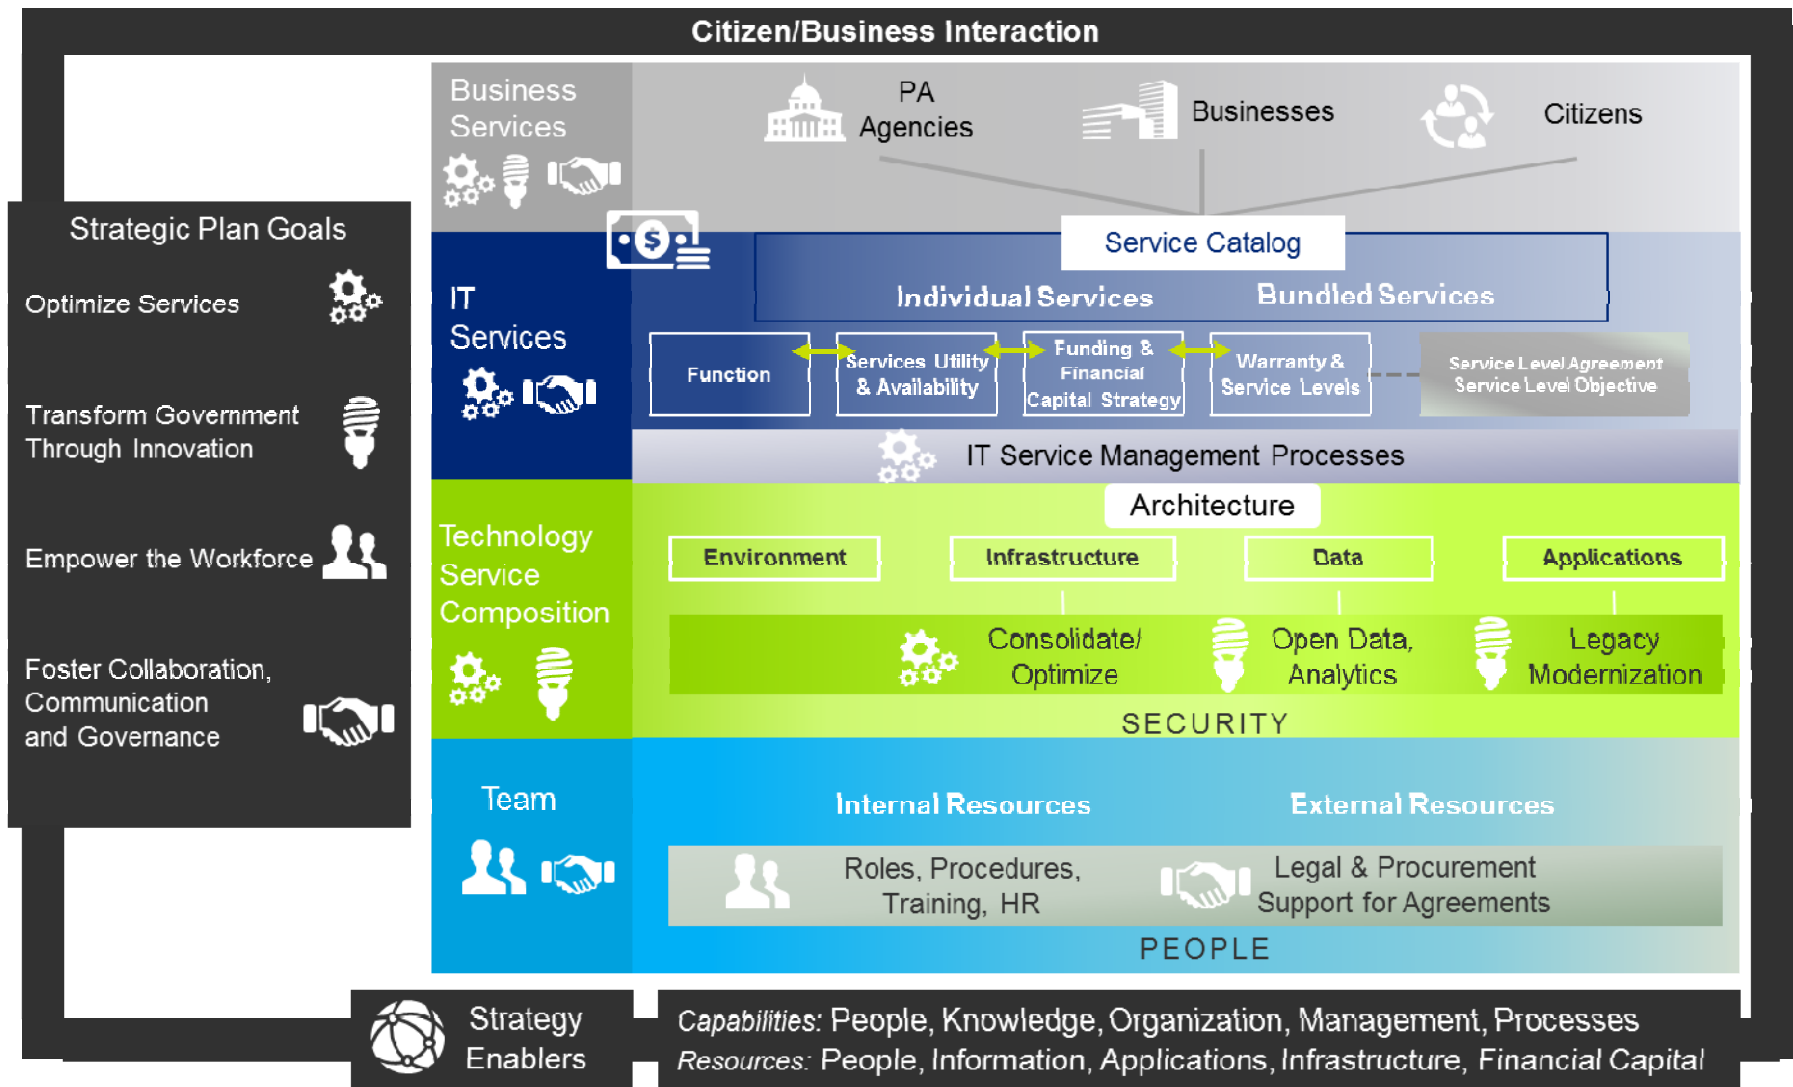 Citizen/Business Interaction
Strategic Plan Goals
Optimize Services
Transform Government
Through Innovation
Empower the Workforce
Foster Collaboration,
Communication
and Governance
Business
Services
PA
Agencies
Businesses
Citizens
Service Catalog
IT
Services
Individual Services
Bundled Services
Function
Services Utility
& Availability
Funding &
Financial
Capital Strategy
Warranty &
Service Levels
Service Level Agreement
Service Level Objective
IT Service Management Processes
Technology
Service
Composition
Architecture
Environment
Infrastructure
Data
Applications
Consolidate/
Optimize
Open Data,
Analytics
Legacy
Modernization
SECURITY
Team
Internal Resources
External Resources
Roles, Procedures,
Training, HR
Legal & Procurement
Support for Agreements
PEOPLE
Strategy
Enablers
Capabilities: People, Knowledge, Organization, Management, Processes
Resources: People, Information, Applications, Infrastructure, Financial Capital